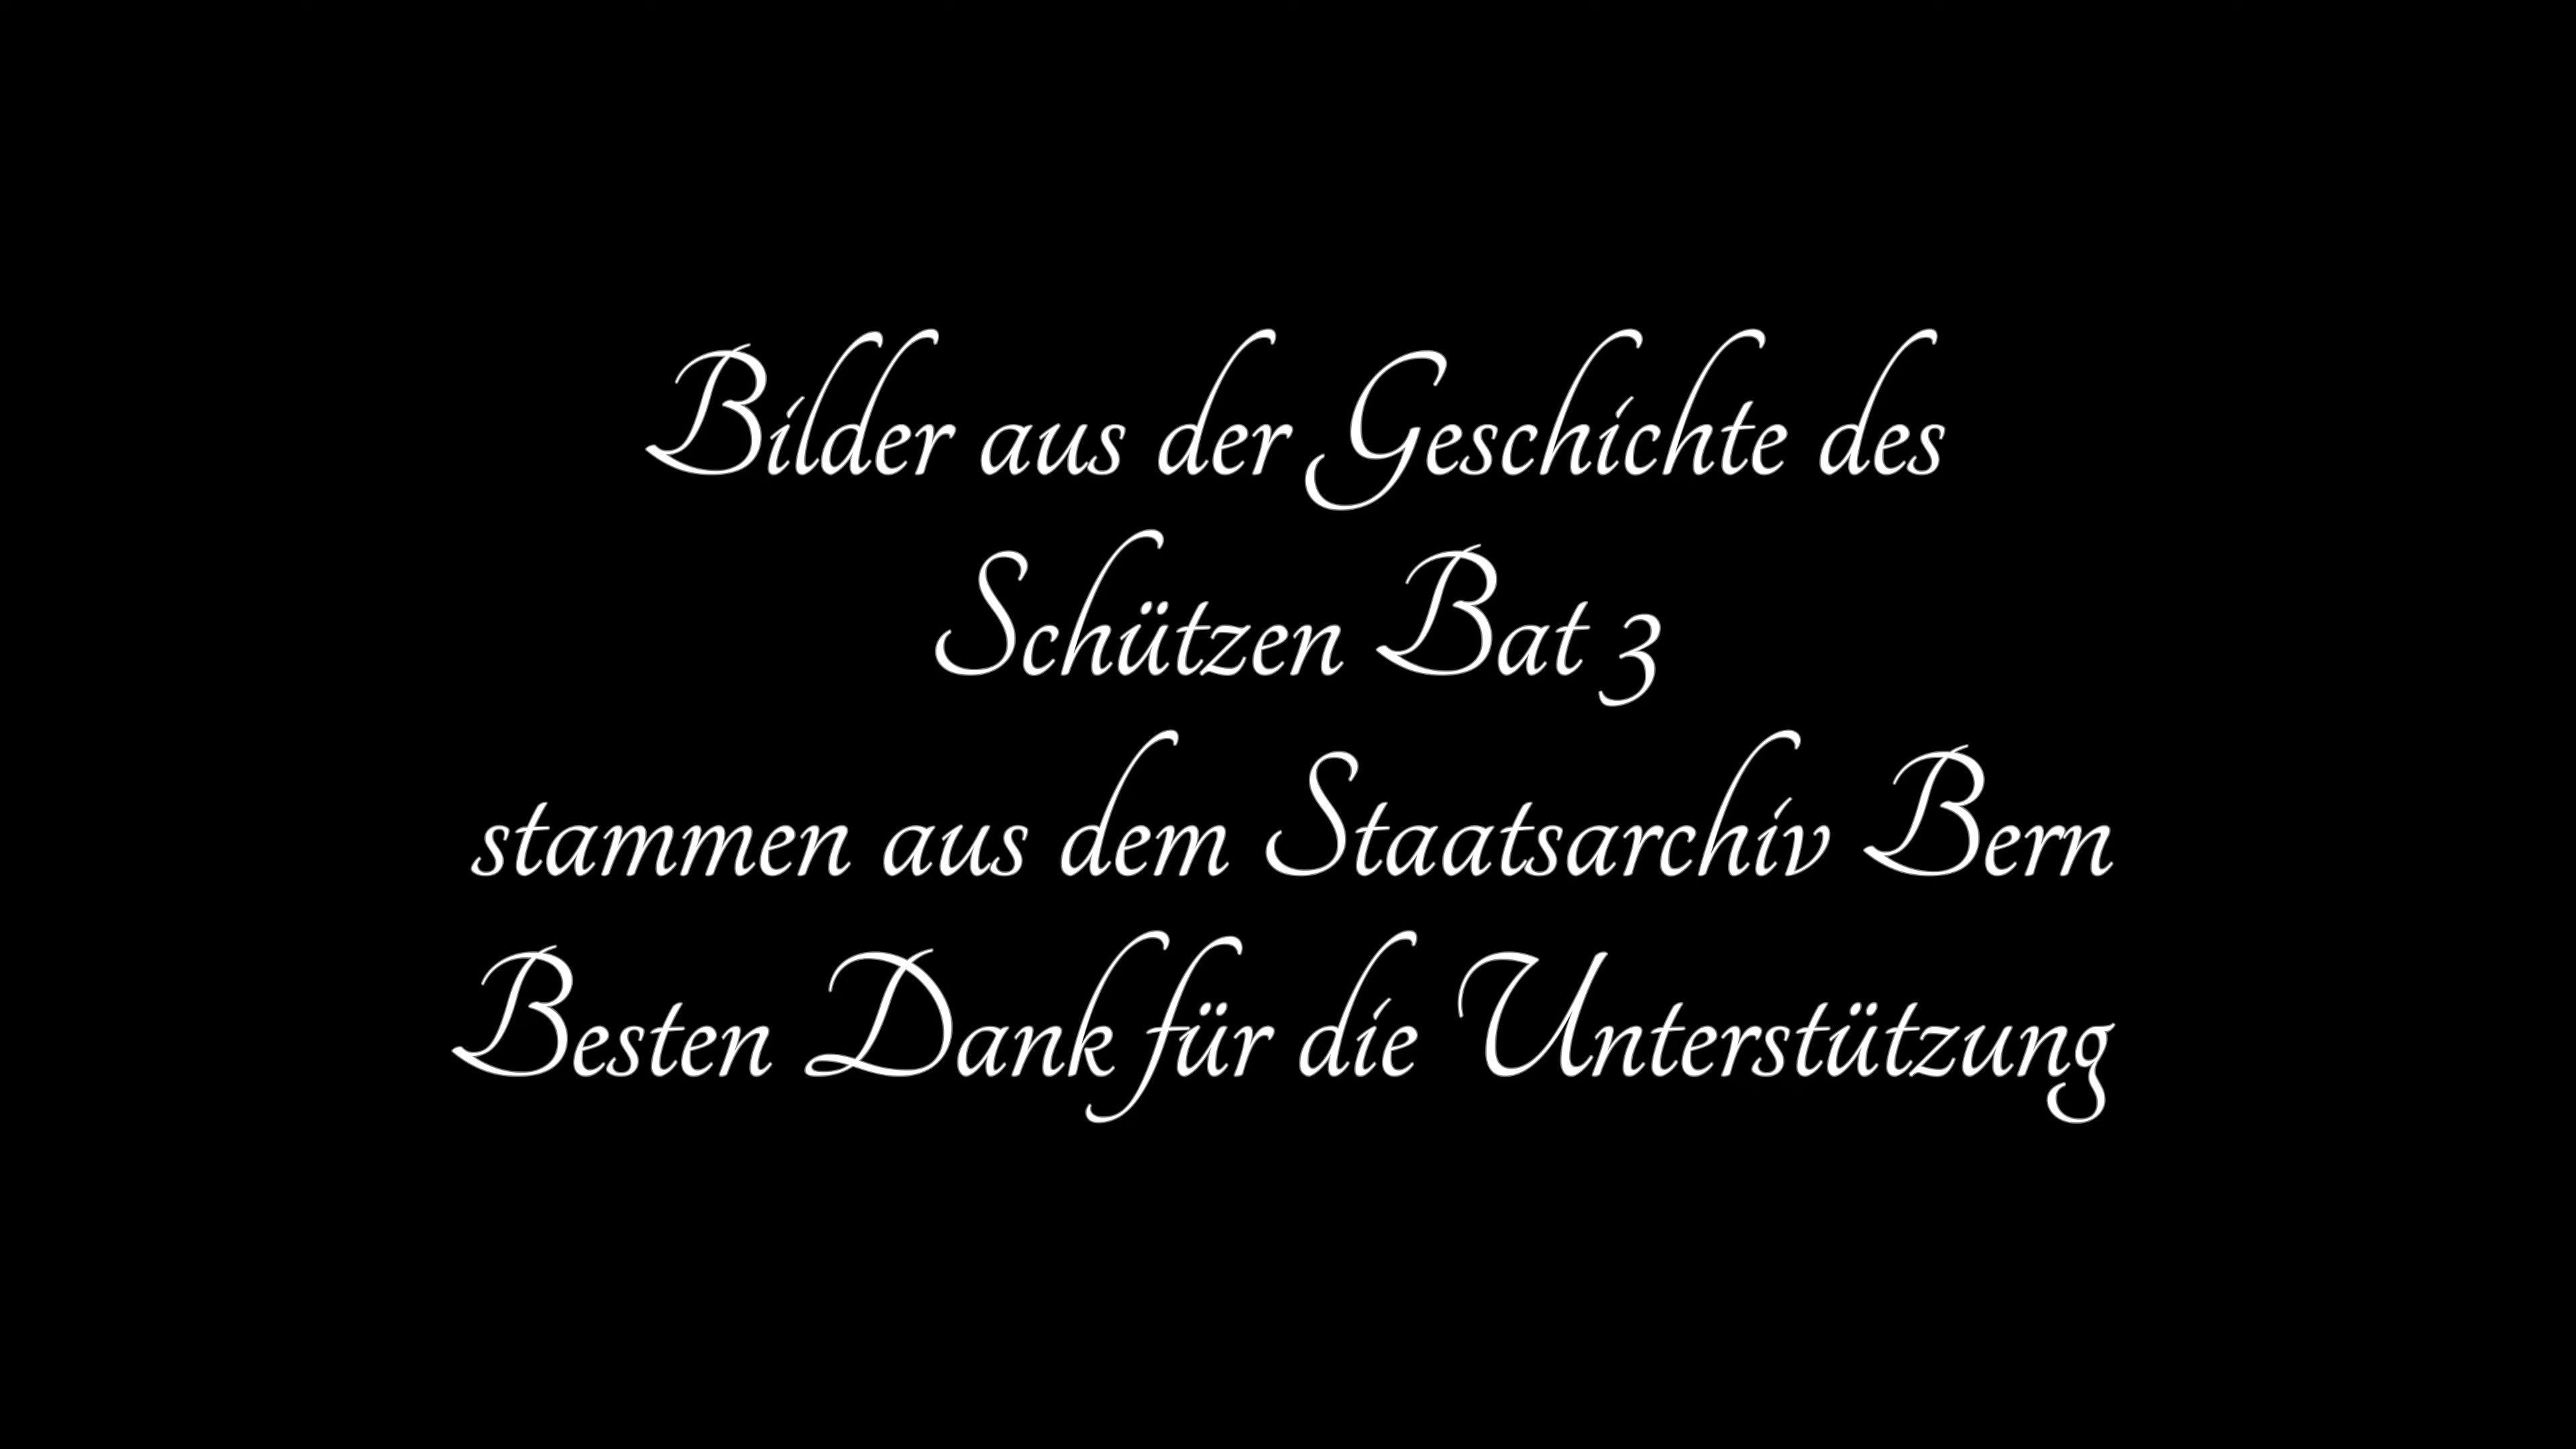 Bilder aus der Geschichte des
Schützen Bat 3
stammen aus dem Staatsarchiv Bern
Besten Dank für die Unterstützung